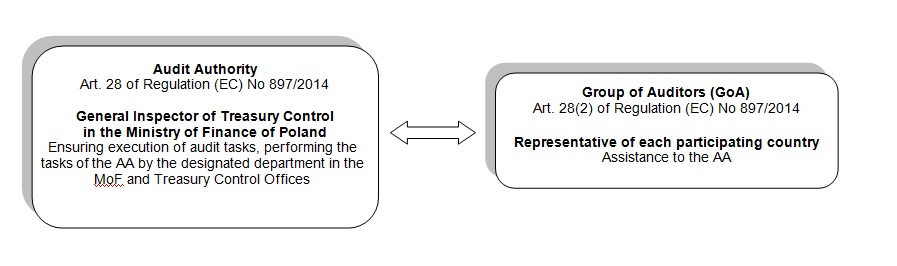 Audit Authority
Art. 28 of Regulation (EC) No 897/2014
General Inspector of Treasury Control
in the Ministry of Finance of Poland
Ensuring execution of audit tasks, performing the
tasks of the AA by the designated department in the
MoF and Treasury Control Offices
Group of Auditors (GoA)
Art. 28(2) of Regulation (EC) No 897/2014
Representative of each participating country
Assistance to the AA